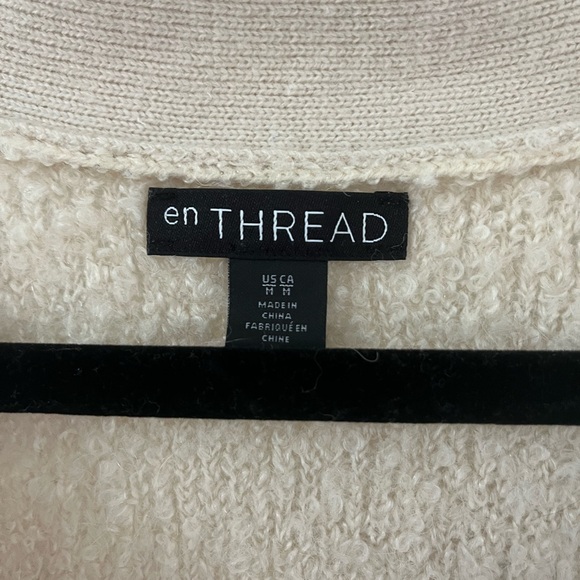 en THREAD
US CA
M M
MADE IN
CHINA
FABRIQUÉ EN
CHINE